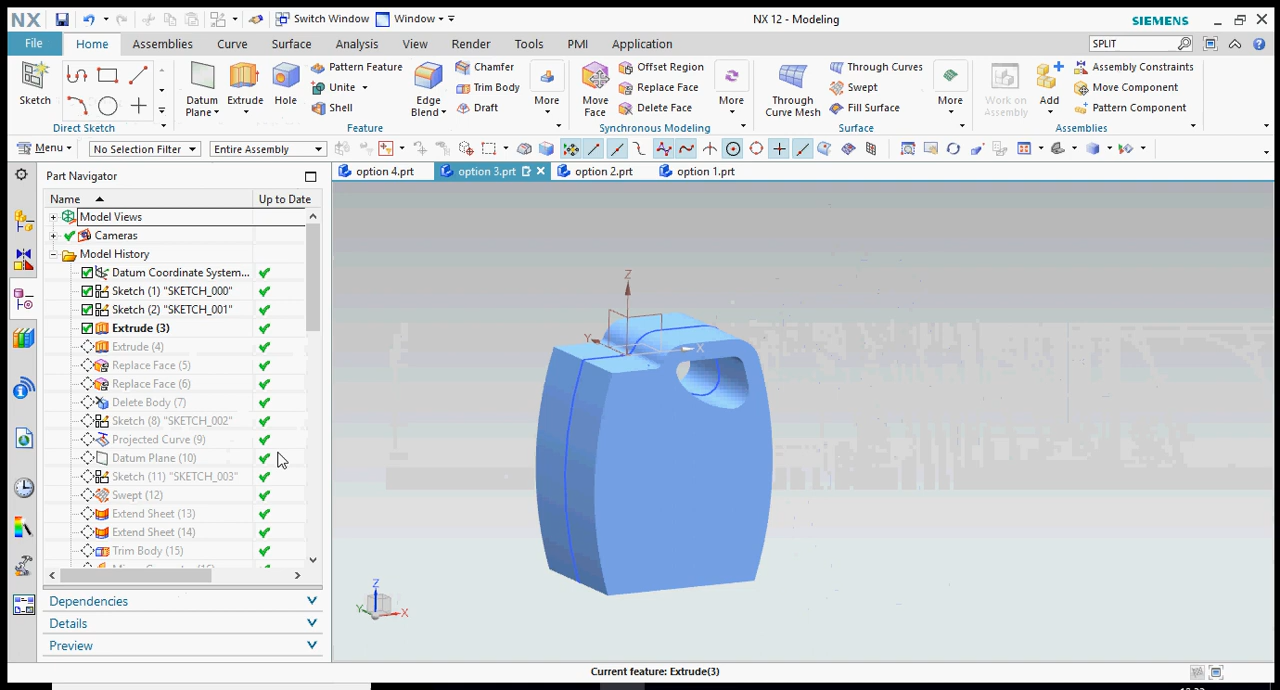 NX Switch Window Window NX 12 - Modeling SIEMENS
File Home Assemblies Curve Surface Analysis View Render Tools PMI Application SPLIT
Sketch
Direct Sketch
Datum Plane Extrude Hole
Pattern Feature
Unite
Shell
Edge Blend
Chamfer
Trim Body
Draft
More
Feature
Move Face
Offset Region
Replace Face
Delete Face
More
Synchronous Modeling
Through Curve Mesh
Through Curves
Swept
Fill Surface
More
Surface
Work on Assembly
Add
Assembly Constraints
Move Component
Pattern Component
Assemblies
Menu No Selection Filter Entire Assembly
Part Navigator
option 4.prt option 3.prt option 2.prt option 1.prt
Name Up to Date
Model Views
Cameras
Model History
Datum Coordinate System...
Sketch (1) "SKETCH_000"
Sketch (2) "SKETCH_001"
Extrude (3)
Extrude (4)
Replace Face (5)
Replace Face (6)
Delete Body (7)
Sketch (8) "SKETCH_002"
Projected Curve (9)
Datum Plane (10)
Sketch (11) "SKETCH_003"
Swept (12)
Extend Sheet (13)
Extend Sheet (14)
Trim Body (15)
Dependencies
Details
Preview
Z
Y
X
Z
Y
X
Current feature: Extrude(3)